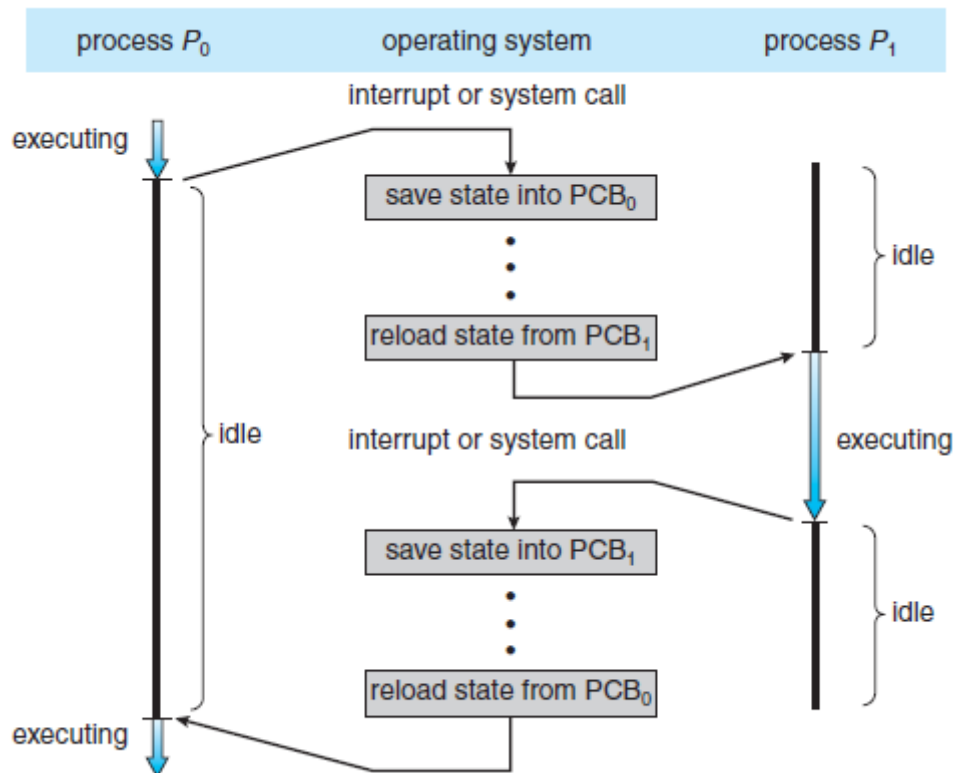 process P₀ operating system process P₁
interrupt or system call
executing
save state into PCB₀
idle
reload state from PCB₁
idle
interrupt or system call
executing
save state into PCB₁
idle
reload state from PCB₀
executing